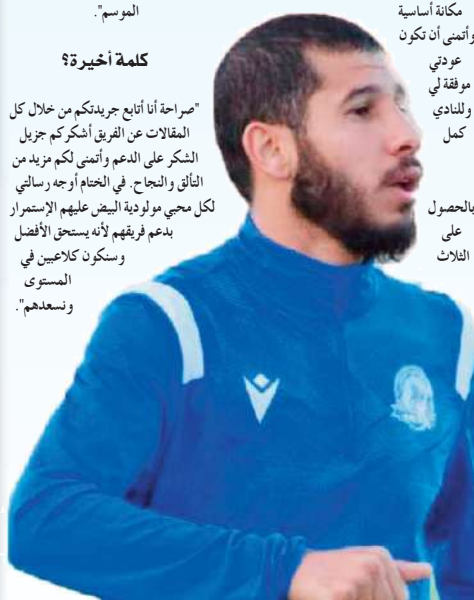 مكانة أساسية
وأتمنى أن تكون
عودتي
موفقة لي
وللنادي
كمل
بالحصول
على
الثلاث
الموسم".
كلمة أخيرة؟
"صراحة أنا أتابع جريدتكم من خلال كل
المقالات عن الفريق أشكركم جزيل
الشكر على الدعم وأتمنى لكم مزيد من
التألق والنجاح. في الختام أوجه رسالتي
لكل محبي مولودية البيض عليهم الإستمرار
بدعم فريقهم لأنه يستحق الأفضل
وسنكون كلاعبين في
المستوى
ونسعدهم".